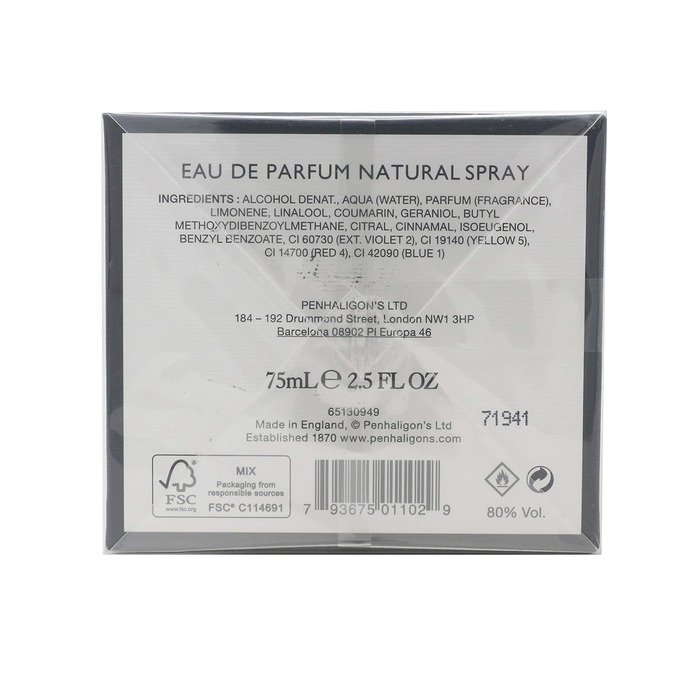 EAU DE PARFUM NATURAL SPRAY
INGREDIENTS : ALCOHOL DENAT., AQUA (WATER), PARFUM (FRAGRANCE),
LIMONENE, LINALOOL, COUMARIN, GERANIOL, BUTYL
METHOXYDIBENZOYLMETHANE, CITRAL, CINNAMAL, ISOEUGENOL,
BENZYL BENZOATE, CI 60730 (EXT. VIOLET 2), CI 19140 (YELLOW 5),
CI 14700 (RED 4), CI 42090 (BLUE 1)
PENHALIGON'S LTD
184 – 192 Drummond Street, London NW1 3HP
Barcelona 08902 Pl Europa 46
75mL e 2.5 FL OZ
65130949
71941
Made in England, © Penhaligon's Ltd
Established 1870 www.penhaligons.com
FSC
www.fsc.org
MIX
Packaging from
responsible sources
FSC® C114691
7 93675 01102 9
80% Vol.